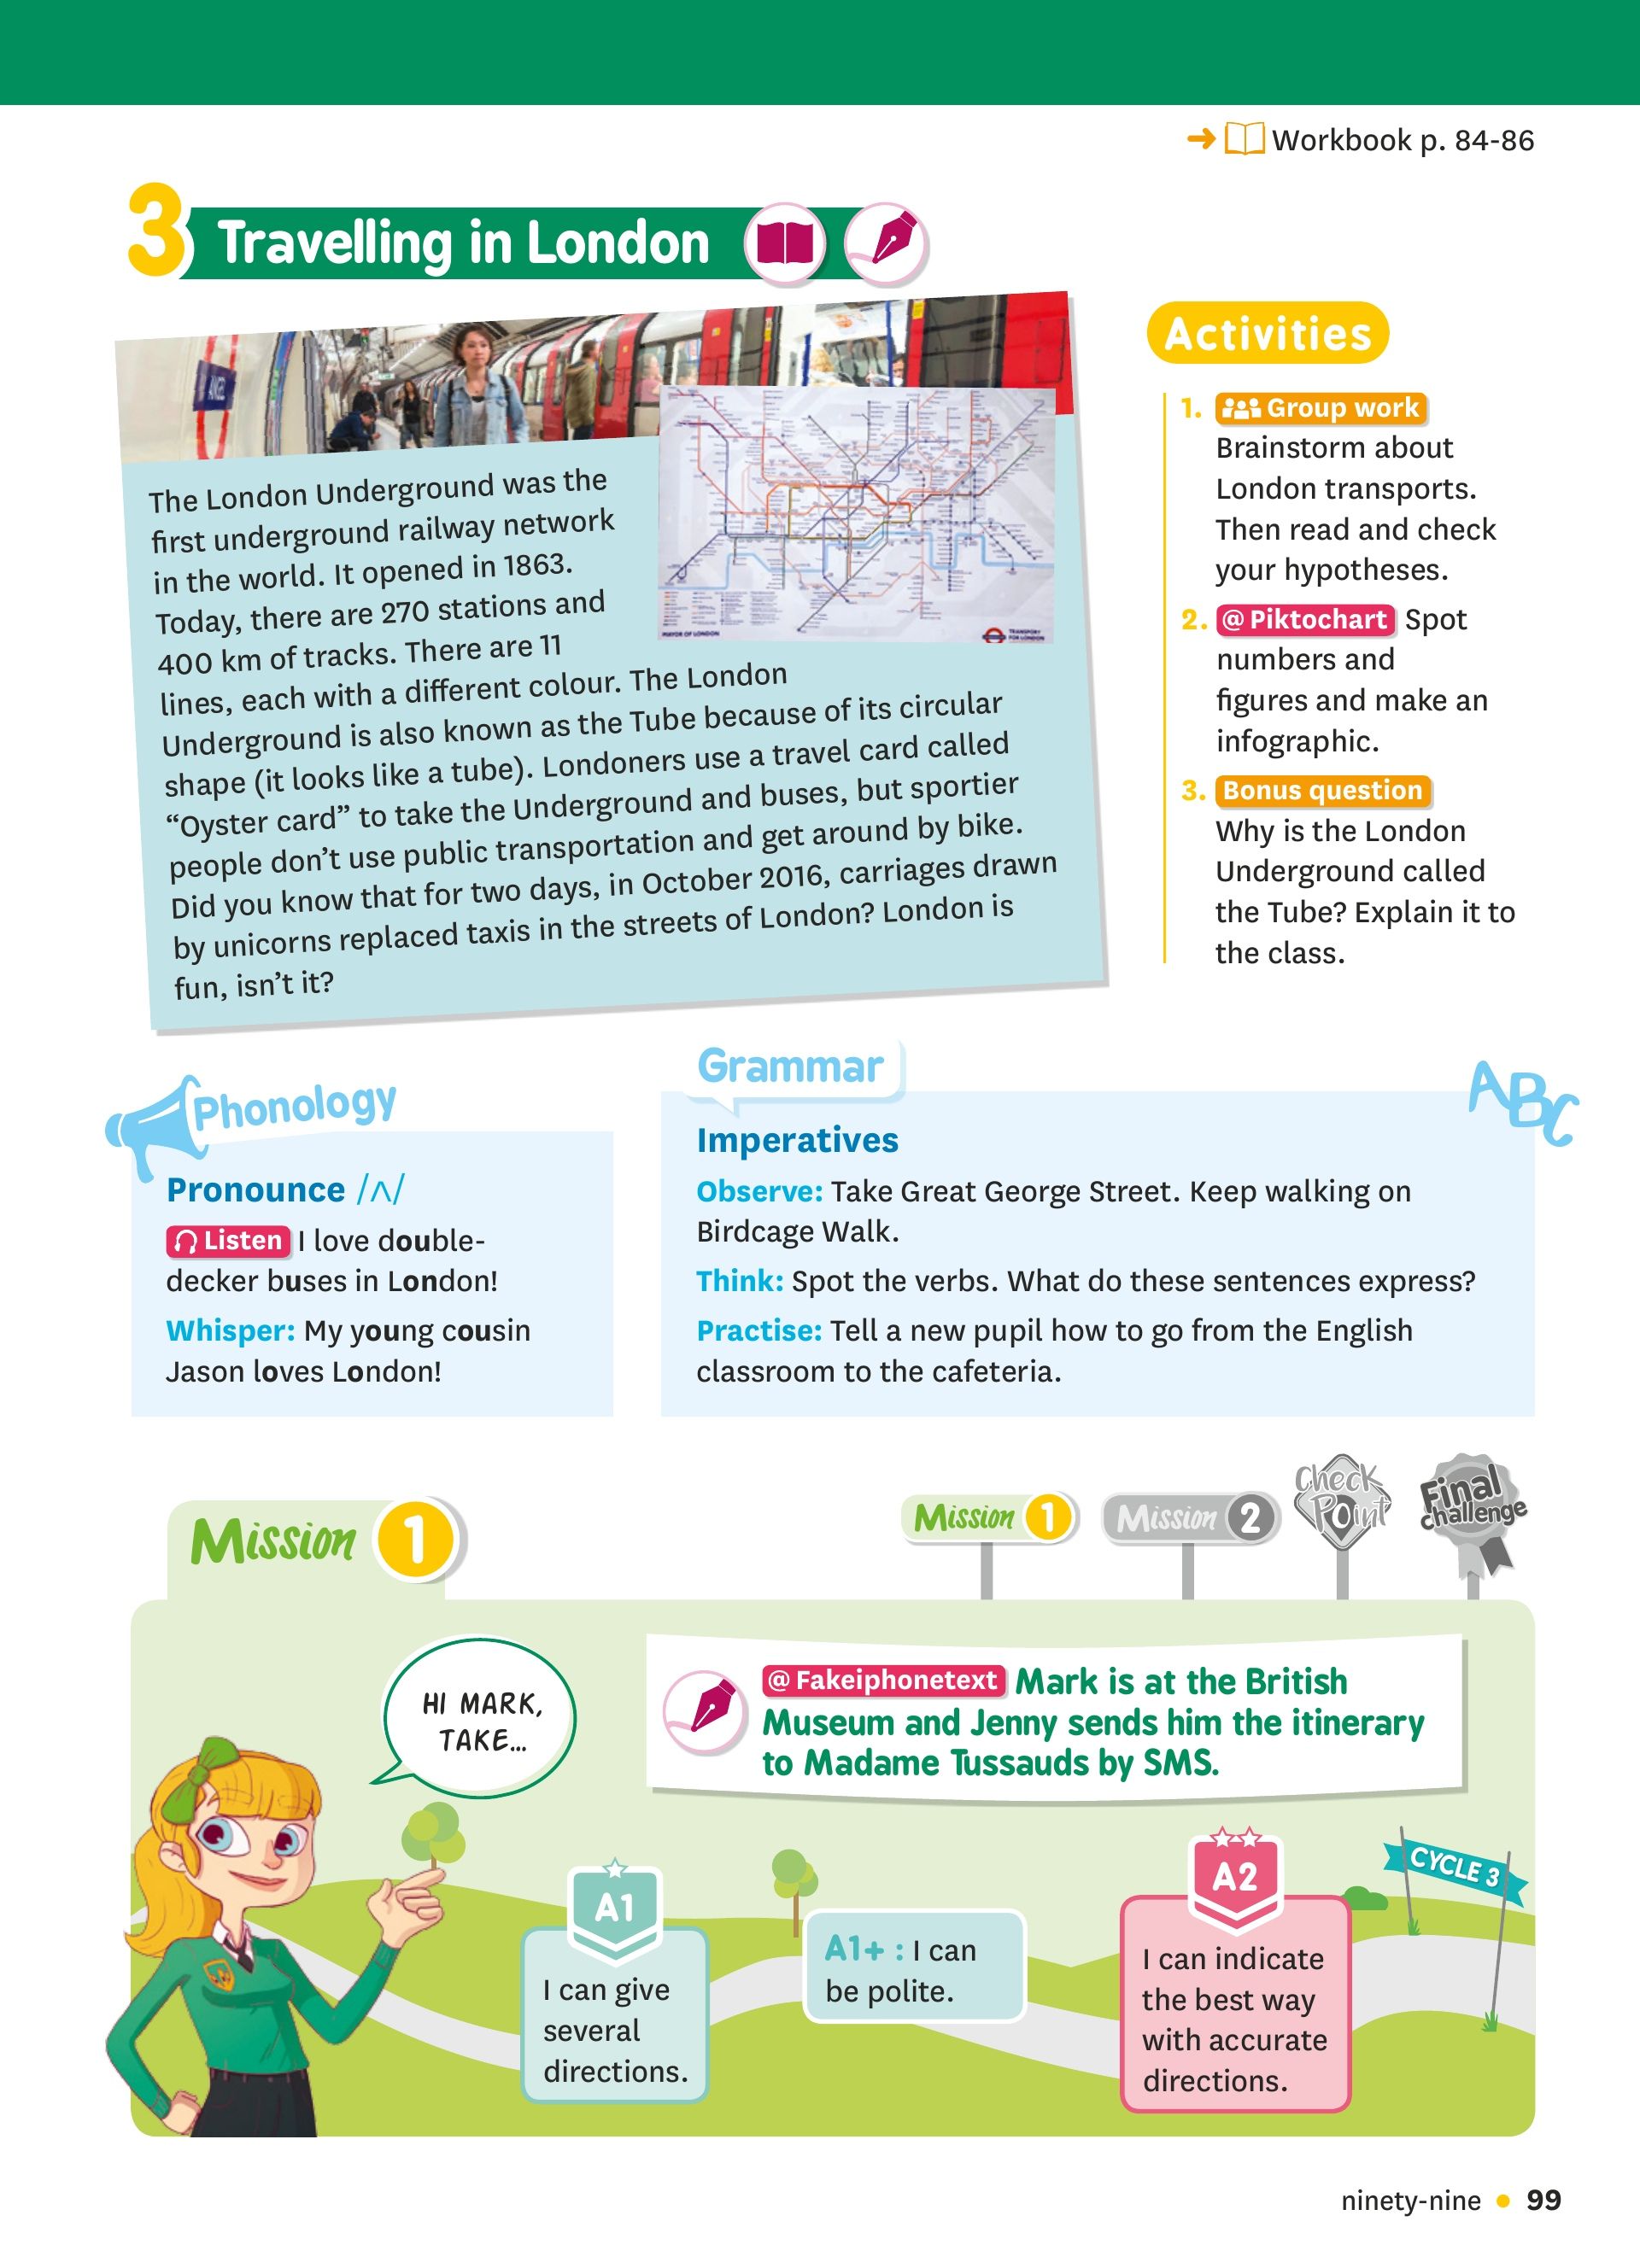 Workbook p. 84-86
3 Travelling in London
The London Underground was the
first underground railway network
in the world. It opened in 1863.
Today, there are 270 stations and
400 km of tracks. There are 11
lines, each with a different colour. The London
Underground is also known as the Tube because of its circular
shape (it looks like a tube). Londoners use a travel card called
“Oyster card” to take the Underground and buses, but sportier
people don’t use public transportation and get around by bike.
Did you know that for two days, in October 2016, carriages drawn
by unicorns replaced taxis in the streets of London? London is
fun, isn’t it?
MAYOR OF LONDON
TRANSPORT
FOR LONDON
Activities
1. Group work
Brainstorm about
London transports.
Then read and check
your hypotheses.
2. @ Piktochart Spot
numbers and
figures and make an
infographic.
3. Bonus question
Why is the London
Underground called
the Tube? Explain it to
the class.
Phonology
Pronounce /ʌ/
Listen I love double-
decker buses in London!
Whisper: My young cousin
Jason loves London!
Grammar
ABC
Imperatives
Observe: Take Great George Street. Keep walking on
Birdcage Walk.
Think: Spot the verbs. What do these sentences express?
Practise: Tell a new pupil how to go from the English
classroom to the cafeteria.
Mission 1
Mission 1
Mission 2
Check
Point
Final
challenge
HI MARK,
TAKE...
@ Fakeiphonetext Mark is at the British
Museum and Jenny sends him the itinerary
to Madame Tussauds by SMS.
A1
I can give
several
directions.
A1+ : I can
be polite.
A2
I can indicate
the best way
with accurate
directions.
CYCLE 3
ninety-nine • 99